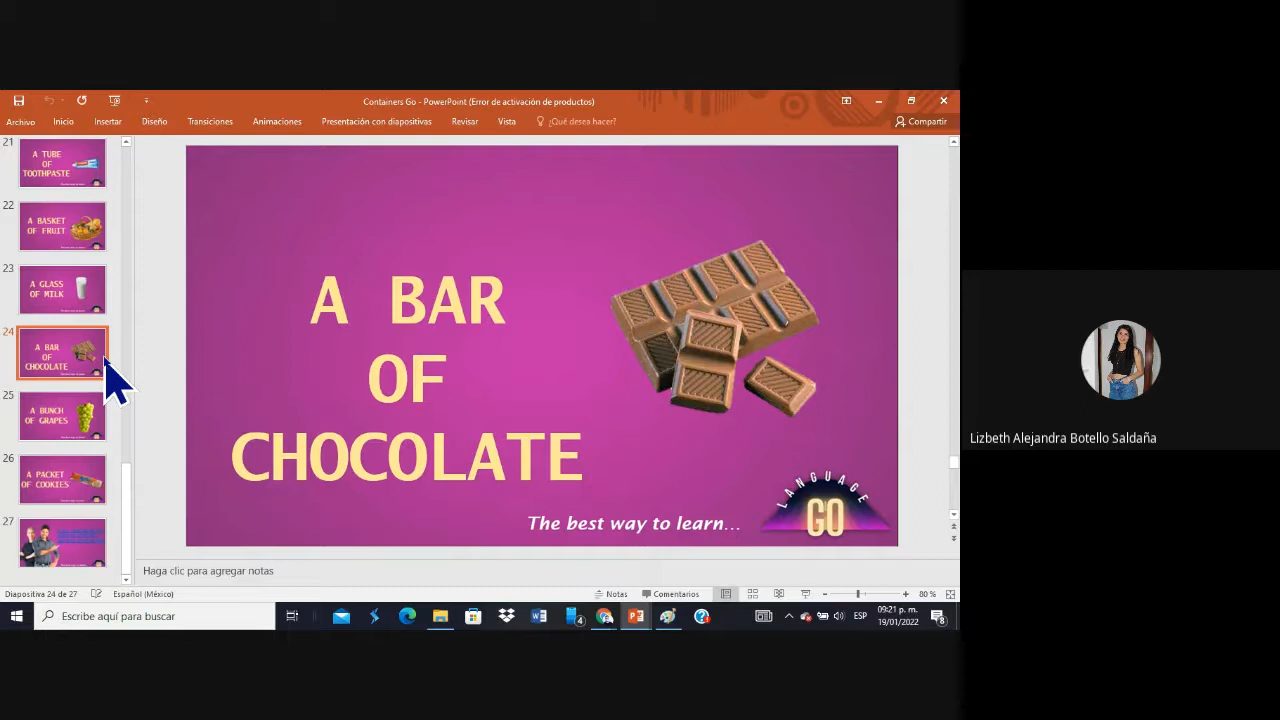 Containers Go - PowerPoint (Error de activación de productos)
Archivo Inicio Insertar Diseño Transiciones Animaciones Presentación con diapositivas Revisar Vista ¿Qué desea hacer? Compartir
21
A TUBE
OF
TOOTHPASTE
22
A BASKET
OF FRUIT
23
A GLASS
OF MILK
24
A BAR
OF
CHOCOLATE
25
A BUNCH
OF GRAPES
26
A PACKET
OF COOKIES
27
A BAR
OF
CHOCOLATE
The best way to learn...
LANGUAGE
GO
Haga clic para agregar notas
Diapositiva 24 de 27 Español (México) Notas Comentarios 80 %
Escribe aquí para buscar
4
ESP
09:21 p. m.
19/01/2022
8
Lizbeth Alejandra Botello Saldaña